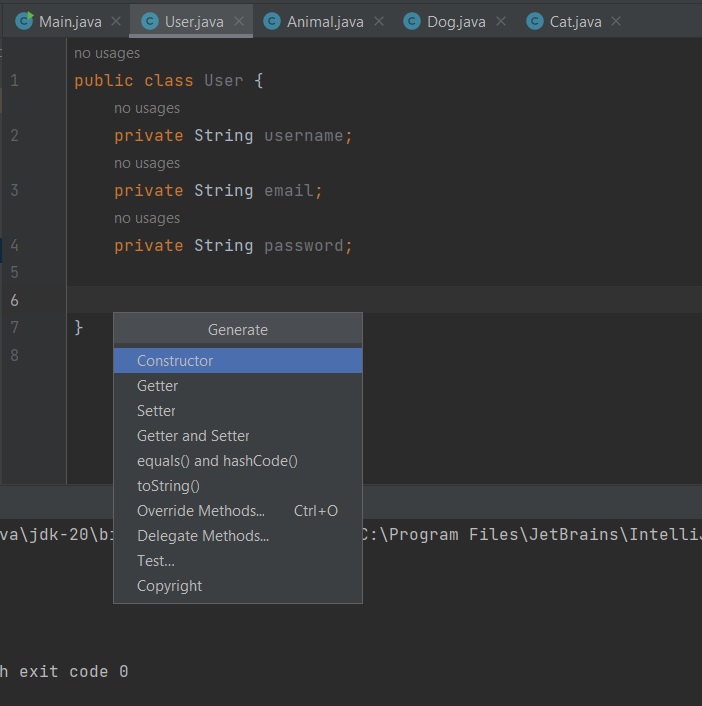 Main.java User.java Animal.java Dog.java Cat.java
no usages
1 public class User {
no usages
2 private String username;
no usages
3 private String email;
no usages
4 private String password;
5
6
7 }
8
Generate
Constructor
Getter
Setter
Getter and Setter
equals() and hashCode()
toString()
Override Methods... Ctrl+O
Delegate Methods...
Test...
Copyright
va\jdk-20\bi C:\Program Files\JetBrains\IntelliJ
h exit code 0